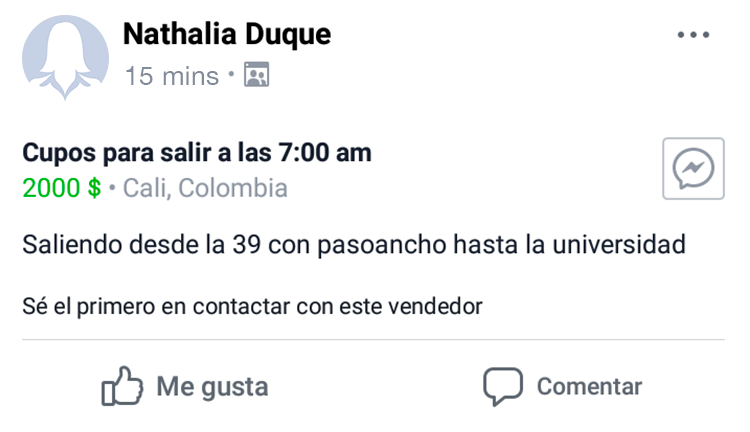 Nathalia Duque
15 mins •
Cupos para salir a las 7:00 am
2000 $ • Cali, Colombia
Saliendo desde la 39 con pasoancho hasta la universidad
Sé el primero en contactar con este vendedor
Me gusta
Comentar